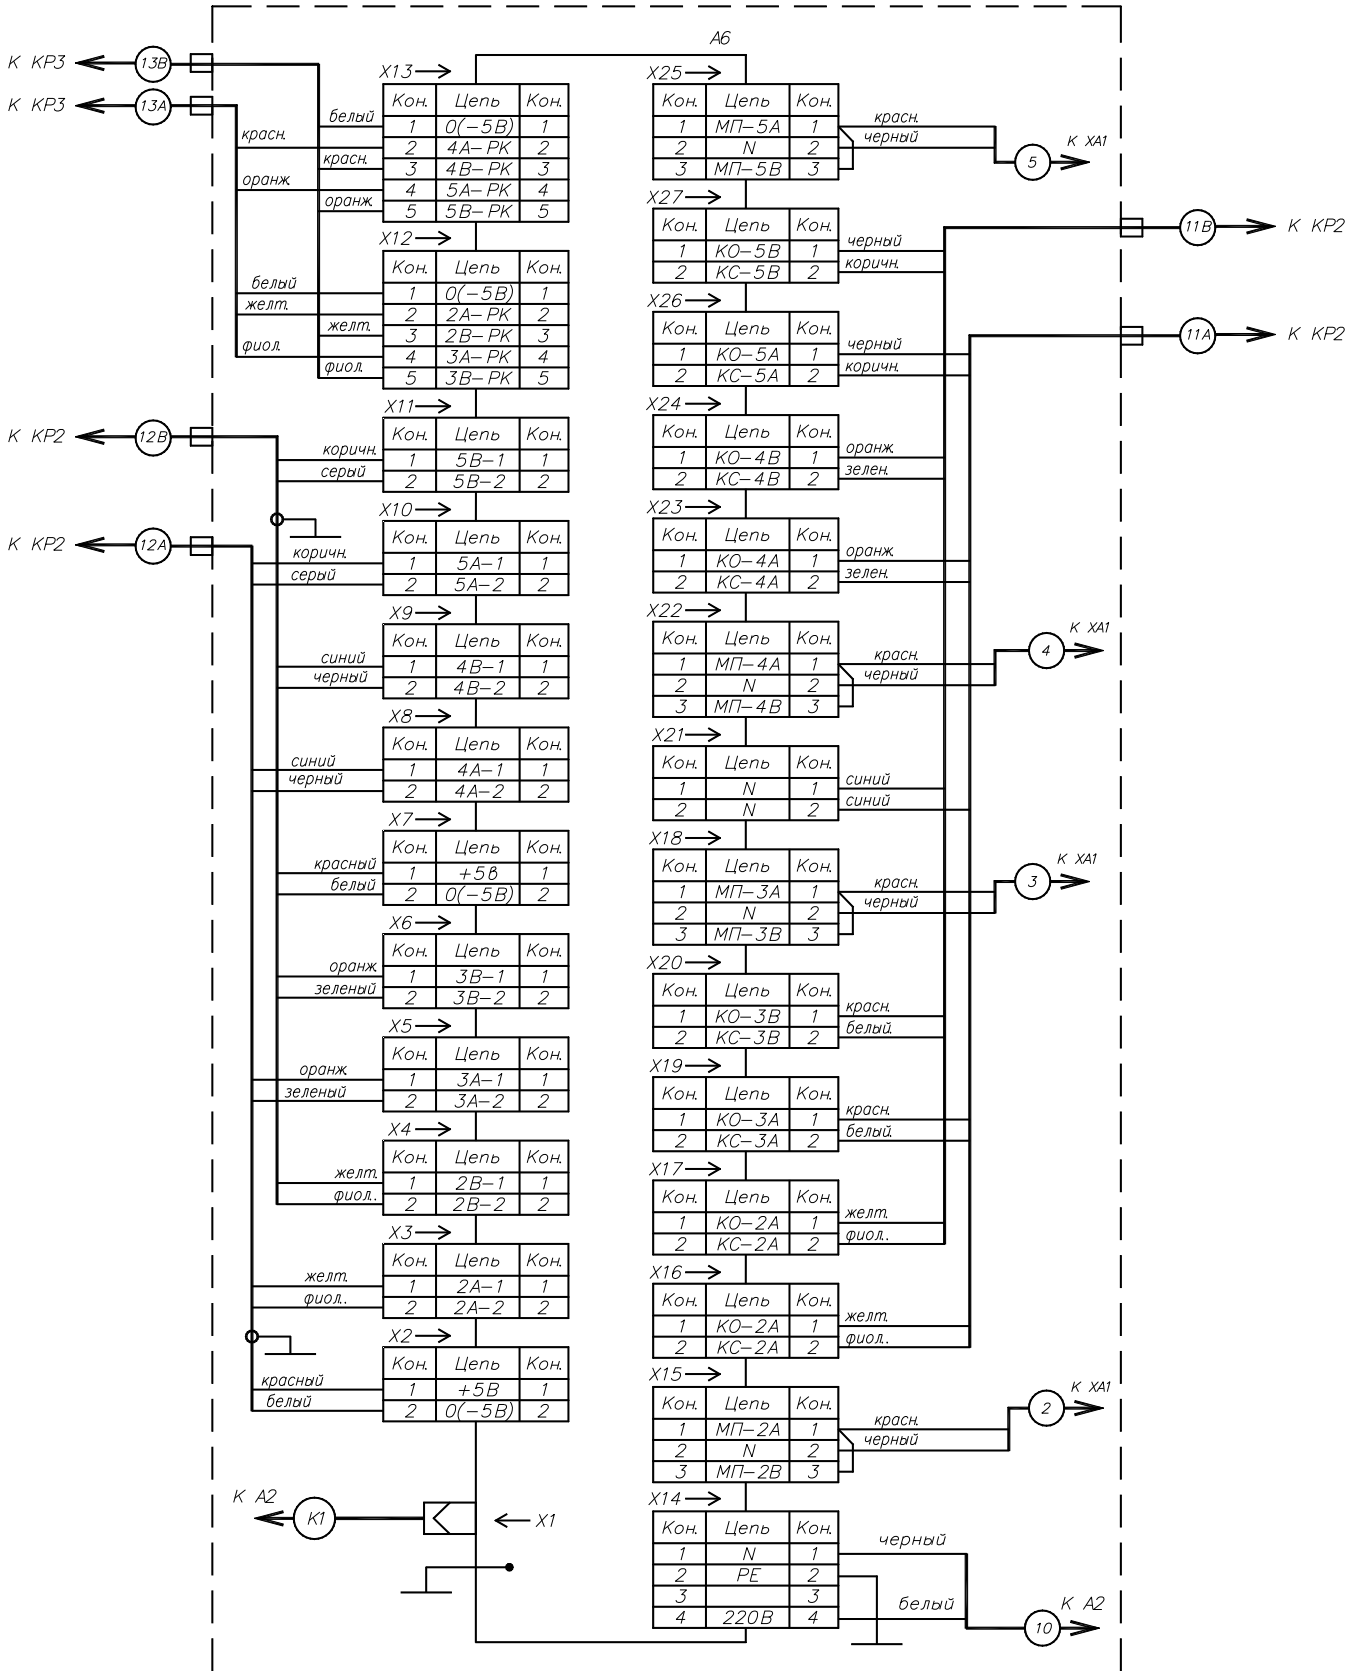 А6
К КР3 13В
К КР3 13А
Х13
Кон. Цепь Кон.
белый 1 0(-5В) 1
красн. 2 4А-РК 2
красн. 3 4В-РК 3
оранж. 4 5А-РК 4
оранж. 5 5В-РК 5
Х12
Кон. Цепь Кон.
белый 1 0(-5В) 1
желт. 2 2А-РК 2
желт. 3 2В-РК 3
фиол. 4 3А-РК 4
фиол. 5 3В-РК 5
К КР2 12В
Х11
Кон. Цепь Кон.
коричн. 1 5В-1 1
серый 2 5В-2 2
К КР2 12А
Х10
Кон. Цепь Кон.
коричн. 1 5А-1 1
серый 2 5А-2 2
Х9
Кон. Цепь Кон.
синий 1 4В-1 1
черный 2 4В-2 2
Х8
Кон. Цепь Кон.
синий 1 4А-1 1
черный 2 4А-2 2
Х7
Кон. Цепь Кон.
красный 1 +5в 1
белый 2 0(-5В) 2
Х6
Кон. Цепь Кон.
оранж. 1 3В-1 1
зеленый 2 3В-2 2
Х5
Кон. Цепь Кон.
оранж. 1 3А-1 1
зеленый 2 3А-2 2
Х4
Кон. Цепь Кон.
желт. 1 2В-1 1
фиол.. 2 2В-2 2
Х3
Кон. Цепь Кон.
желт. 1 2А-1 1
фиол.. 2 2А-2 2
Х2
Кон. Цепь Кон.
красный 1 +5В 1
белый 2 0(-5В) 2
К А2 К1
Х1
Х25
Кон. Цепь Кон.
1 МП-5А 1 красн.
2 N 2 черный
3 МП-5В 3
5 К ХА1
Х27
Кон. Цепь Кон.
1 КО-5В 1 черный
2 КС-5В 2 коричн.
11В К КР2
Х26
Кон. Цепь Кон.
1 КО-5А 1 черный
2 КС-5А 2 коричн.
11А К КР2
Х24
Кон. Цепь Кон.
1 КО-4В 1 оранж.
2 КС-4В 2 зелен.
Х23
Кон. Цепь Кон.
1 КО-4А 1 оранж.
2 КС-4А 2 зелен.
Х22
Кон. Цепь Кон.
1 МП-4А 1 красн.
2 N 2 черный
3 МП-4В 3
4 К ХА1
Х21
Кон. Цепь Кон.
1 N 1 синий
2 N 2 синий
Х18
Кон. Цепь Кон.
1 МП-3А 1 красн.
2 N 2 черный
3 МП-3В 3
3 К ХА1
Х20
Кон. Цепь Кон.
1 КО-3В 1 красн.
2 КС-3В 2 белый.
Х19
Кон. Цепь Кон.
1 КО-3А 1 красн.
2 КС-3А 2 белый.
Х17
Кон. Цепь Кон.
1 КО-2А 1 желт.
2 КС-2А 2 фиол..
Х16
Кон. Цепь Кон.
1 КО-2А 1 желт.
2 КС-2А 2 фиол..
Х15
Кон. Цепь Кон.
1 МП-2А 1 красн.
2 N 2 черный
3 МП-2В 3
2 К ХА1
Х14
Кон. Цепь Кон.
1 N 1 черный
2 РЕ 2
3 3
4 220В 4 белый
10 К А2